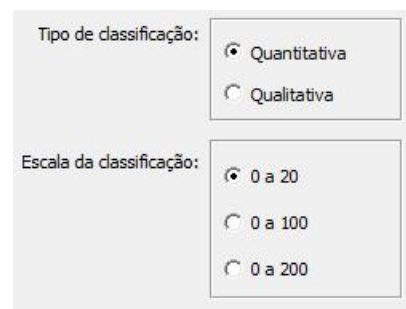 Tipo de classificação:
Quantitativa
Qualitativa
Escala da classificação:
0 a 20
0 a 100
0 a 200